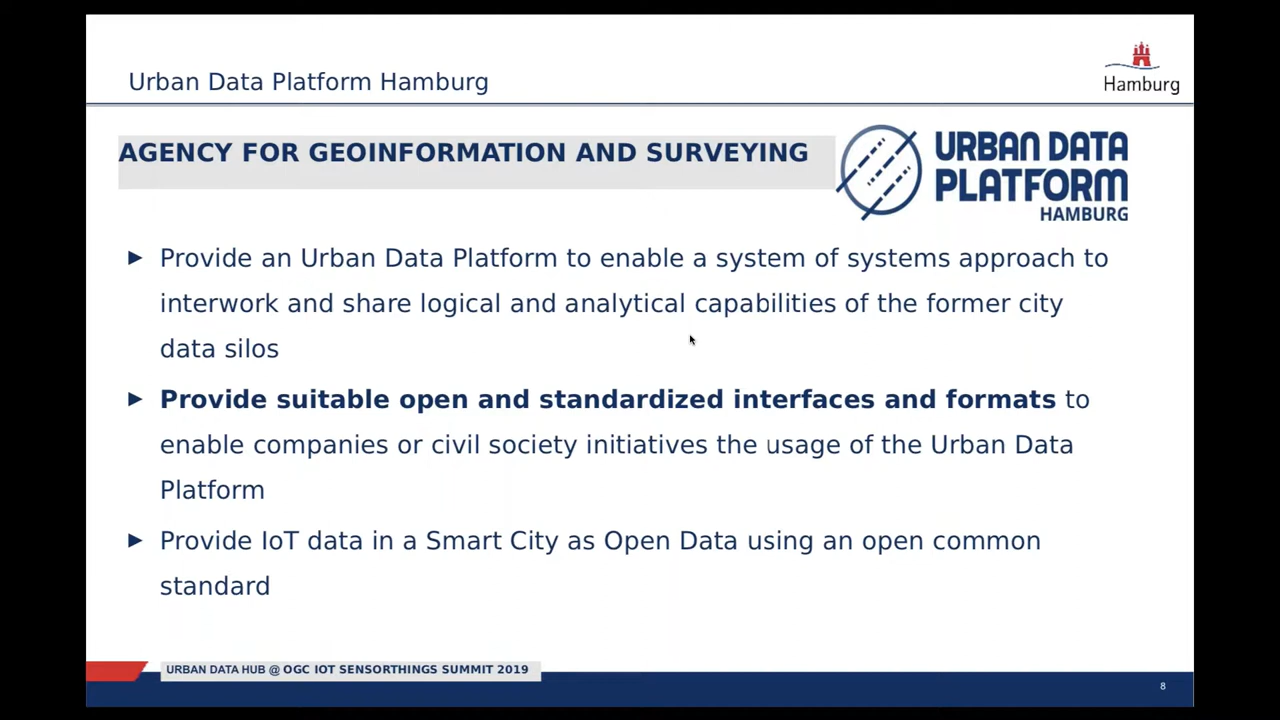 Urban Data Platform Hamburg
Hamburg
AGENCY FOR GEOINFORMATION AND SURVEYING
URBAN DATA
PLATFORM
HAMBURG
► Provide an Urban Data Platform to enable a system of systems approach to
interwork and share logical and analytical capabilities of the former city
data silos
► Provide suitable open and standardized interfaces and formats to
enable companies or civil society initiatives the usage of the Urban Data
Platform
► Provide IoT data in a Smart City as Open Data using an open common
standard
URBAN DATA HUB @ OGC IOT SENSORTHINGS SUMMIT 2019
8